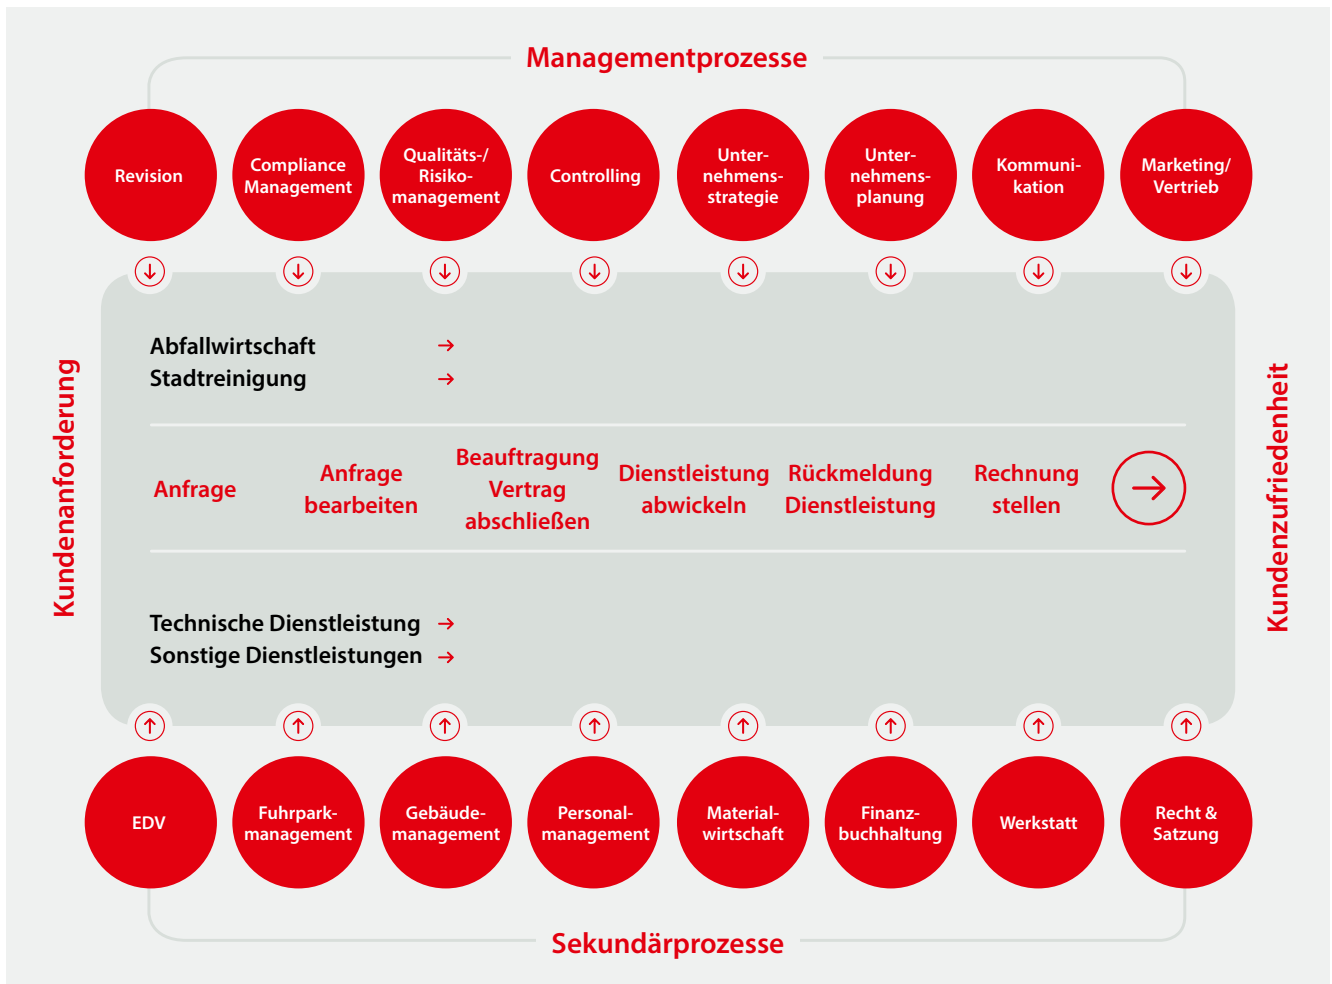 Managementprozesse
Revision
Compliance
Management
Qualitäts-/
Risiko-
management
Controlling
Unter-
nehmens-
strategie
Unter-
nehmens-
planung
Kommuni-
kation
Marketing/
Vertrieb
Kundenanforderung
Abfallwirtschaft
Stadtreinigung
Anfrage
Anfrage
bearbeiten
Beauftragung
Vertrag
abschließen
Dienstleistung
abwickeln
Rückmeldung
Dienstleistung
Rechnung
stellen
Technische Dienstleistung
Sonstige Dienstleistungen
Kundenzufriedenheit
EDV
Fuhrpark-
management
Gebäude-
management
Personal-
management
Material-
wirtschaft
Finanz-
buchhaltung
Werkstatt
Recht &
Satzung
Sekundärprozesse